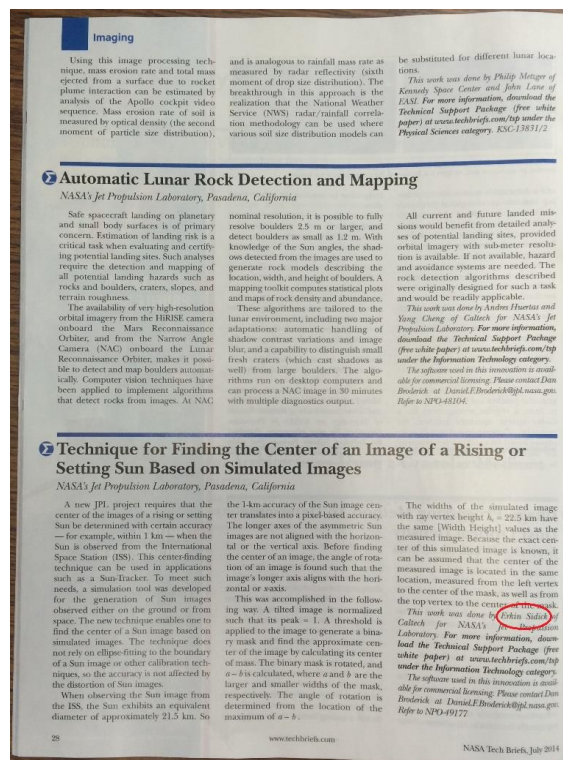 Imaging
Using this image processing tech-
nique, mass erosion rate and total mass
ejected from a surface due to rocket
plume interaction can be estimated by
analysis of the Apollo cockpit video
sequence. Mass erosion rate of soil is
measured by optical density (the second
moment of particle size distribution),
and is analogous to rainfall mass rate as
measured by radar reflectivity (sixth
moment of drop size distribution). The
breakthrough in this approach is the
realization that the National Weather
Service (NWS) radar/rainfall correla-
tion methodology can be used where
various soil size distribution models can
be substituted for different lunar loca-
tions.
This work was done by Philip Metzger of
Kennedy Space Center and John Lane of
EASI. For more information, download the
Technical Support Package (free white
paper) at www.techbriefs.com/tsp under the
Physical Sciences category. KSC-13831/2
Automatic Lunar Rock Detection and Mapping
NASA's Jet Propulsion Laboratory, Pasadena, California
Safe spacecraft landing on planetary
and small body surfaces is of primary
concern. Estimation of landing risk is a
critical task when evaluating and certify-
ing potential landing sites. Such analyses
require the detection and mapping of
all potential landing hazards such as
rocks and boulders, craters, slopes, and
terrain roughness.
The availability of very high-resolution
orbital imagery from the HiRISE camera
onboard the Mars Reconnaissance
Orbiter, and from the Narrow Angle
Camera (NAC) onboard the Lunar
Reconnaissance Orbiter, makes it possi-
ble to detect and map boulders automat-
ically. Computer vision techniques have
been applied to implement algorithms
that detect rocks from images. At NAC
nominal resolution, it is possible to fully
resolve boulders 2.5 m or larger, and
detect boulders as small as 1.2 m. With
knowledge of the Sun angles, the shad-
ows detected from the images are used to
generate rock models describing the
location, width, and height of boulders. A
mapping toolkit computes statistical plots
and maps of rock density and abundance.
These algorithms are tailored to the
lunar environment, including two major
adaptations: automatic handling of
shadow contrast variations and image
blur, and a capability to distinguish small
fresh craters (which cast shadows as
well) from large boulders. The algo-
rithms run on desktop computers and
can process a NAC image in 30 minutes
with multiple diagnostics output.
All current and future landed mis-
sions would benefit from detailed analy-
ses of potential landing sites, provided
orbital imagery with sub-meter resolu-
tion is available. If not available, hazard
and avoidance systems are needed. The
rock detection algorithms described
were originally designed for such a task
and would be readily applicable.
This work was done by Andres Huertas and
Yang Cheng of Caltech for NASA's Jet
Propulsion Laboratory. For more information,
download the Technical Support Package
(free white paper) at www.techbriefs.com/tsp
under the Information Technology category.
The software used in this innovation is avail-
able for commercial licensing. Please contact Dan
Broderick at Daniel.F.Broderick@jpl.nasa.gov.
Refer to NPO-48104.
Technique for Finding the Center of an Image of a Rising or
Setting Sun Based on Simulated Images
NASA's Jet Propulsion Laboratory, Pasadena, California
A new JPL project requires that the
center of the images of a rising or setting
Sun be determined with certain accuracy
— for example, within 1 km — when the
Sun is observed from the International
Space Station (ISS). This center-finding
technique can be used in applications
such as a Sun-Tracker. To meet such
needs, a simulation tool was developed
for the generation of Sun images
observed either on the ground or from
space. The new technique enables one to
find the center of a Sun image based on
simulated images. The technique does
not rely on ellipse-fitting to the boundary
of a Sun image or other calibration tech-
niques, so the accuracy is not affected by
the distortion of Sun images.
When observing the Sun image from
the ISS, the Sun exhibits an equivalent
diameter of approximately 21.5 km. So
the 1-km accuracy of the Sun image cen-
ter translates into a pixel-based accuracy.
The longer axes of the asymmetric Sun
images are not aligned with the horizon-
tal or the vertical axis. Before finding
the center of an image, the angle of rota-
tion of an image is found such that the
image's longer axis aligns with the hori-
zontal or x-axis.
This was accomplished in the follow-
ing way. A tilted image is normalized
such that its peak = 1. A threshold is
applied to the image to generate a bina-
ry mask and find the approximate cen-
ter of the image by calculating its center
of mass. The binary mask is rotated, and
a – b is calculated, where a and b are the
larger and smaller widths of the mask,
respectively. The angle of rotation is
determined from the location of the
maximum of a – b .
The widths of the simulated image
with ray-vertex height = 22.5 km have
the same [Width Height] values as the
measured image. Because the exact cen-
ter of this simulated image is known, it
can be assumed that the center of the
measured image is located in the same
location, measured from the left vertex
to the center of the mask, as well as from
the top vertex to the center of the mask.
This work was done by Erkin Sidick of
Caltech for NASA's Jet Propulsion
Laboratory. For more information, down-
load the Technical Support Package (free
white paper) at www.techbriefs.com/tsp
under the Information Technology category.
The software used in this innovation is avail-
able for commercial licensing. Please contact Dan
Broderick at Daniel.F.Broderick@jpl.nasa.gov.
Refer to NPO-49177
28
www.techbriefs.com
NASA Tech Briefs, July 2014